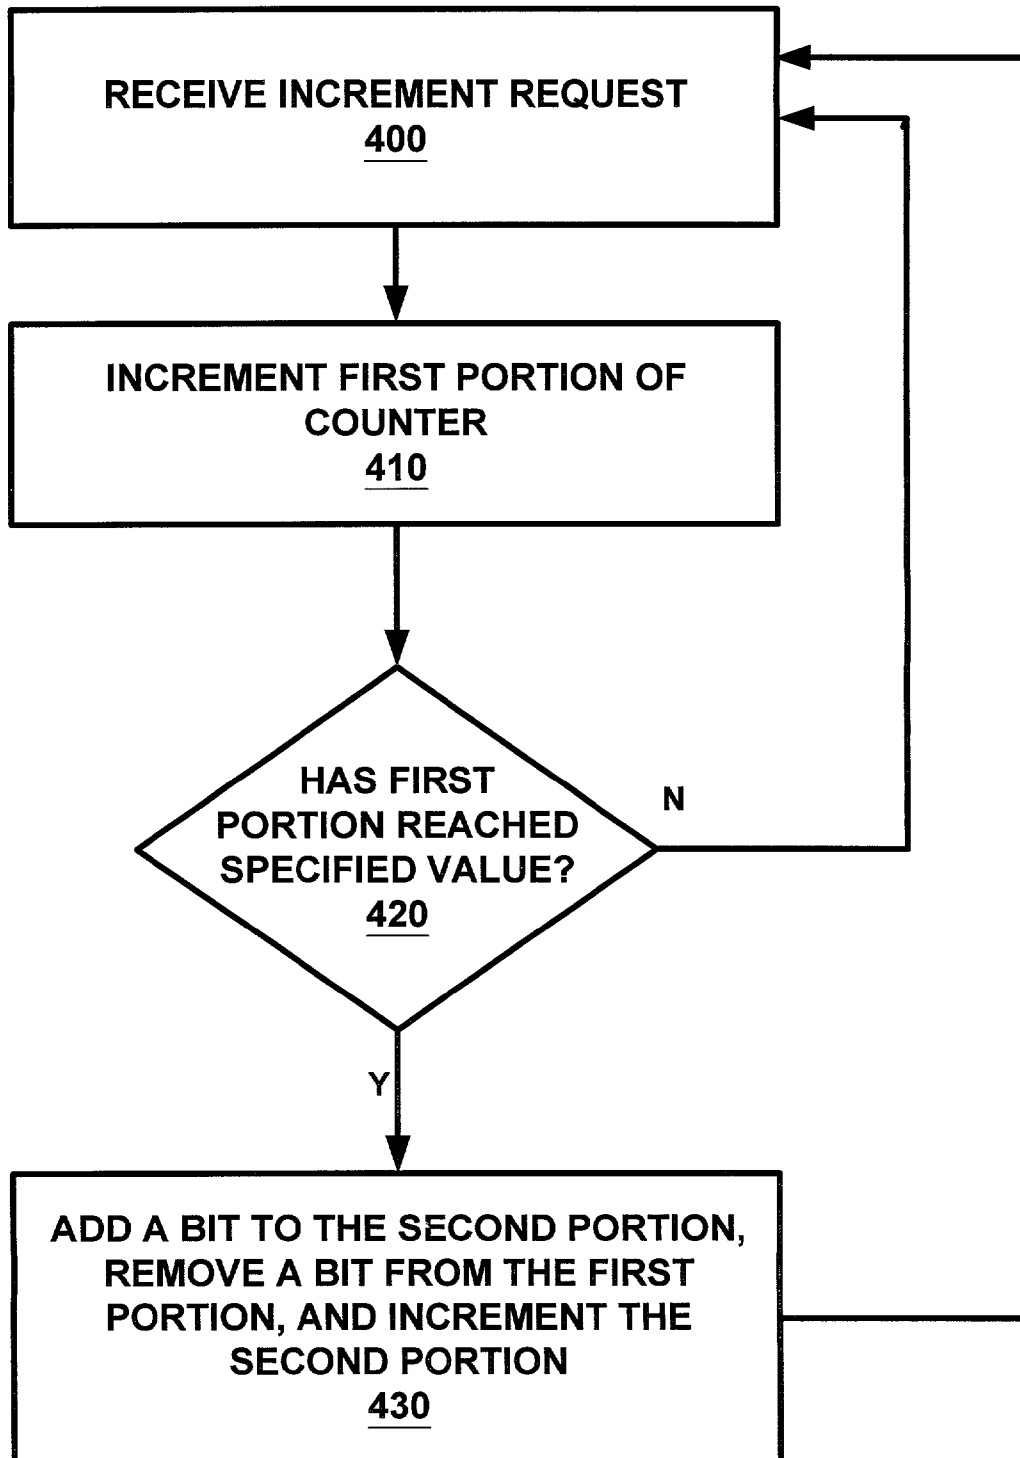 RECEIVE INCREMENT REQUEST
400
INCREMENT FIRST PORTION OF
COUNTER
410
HAS FIRST
PORTION REACHED
SPECIFIED VALUE?
420
N
Y
ADD A BIT TO THE SECOND PORTION,
REMOVE A BIT FROM THE FIRST
PORTION, AND INCREMENT THE
SECOND PORTION
430